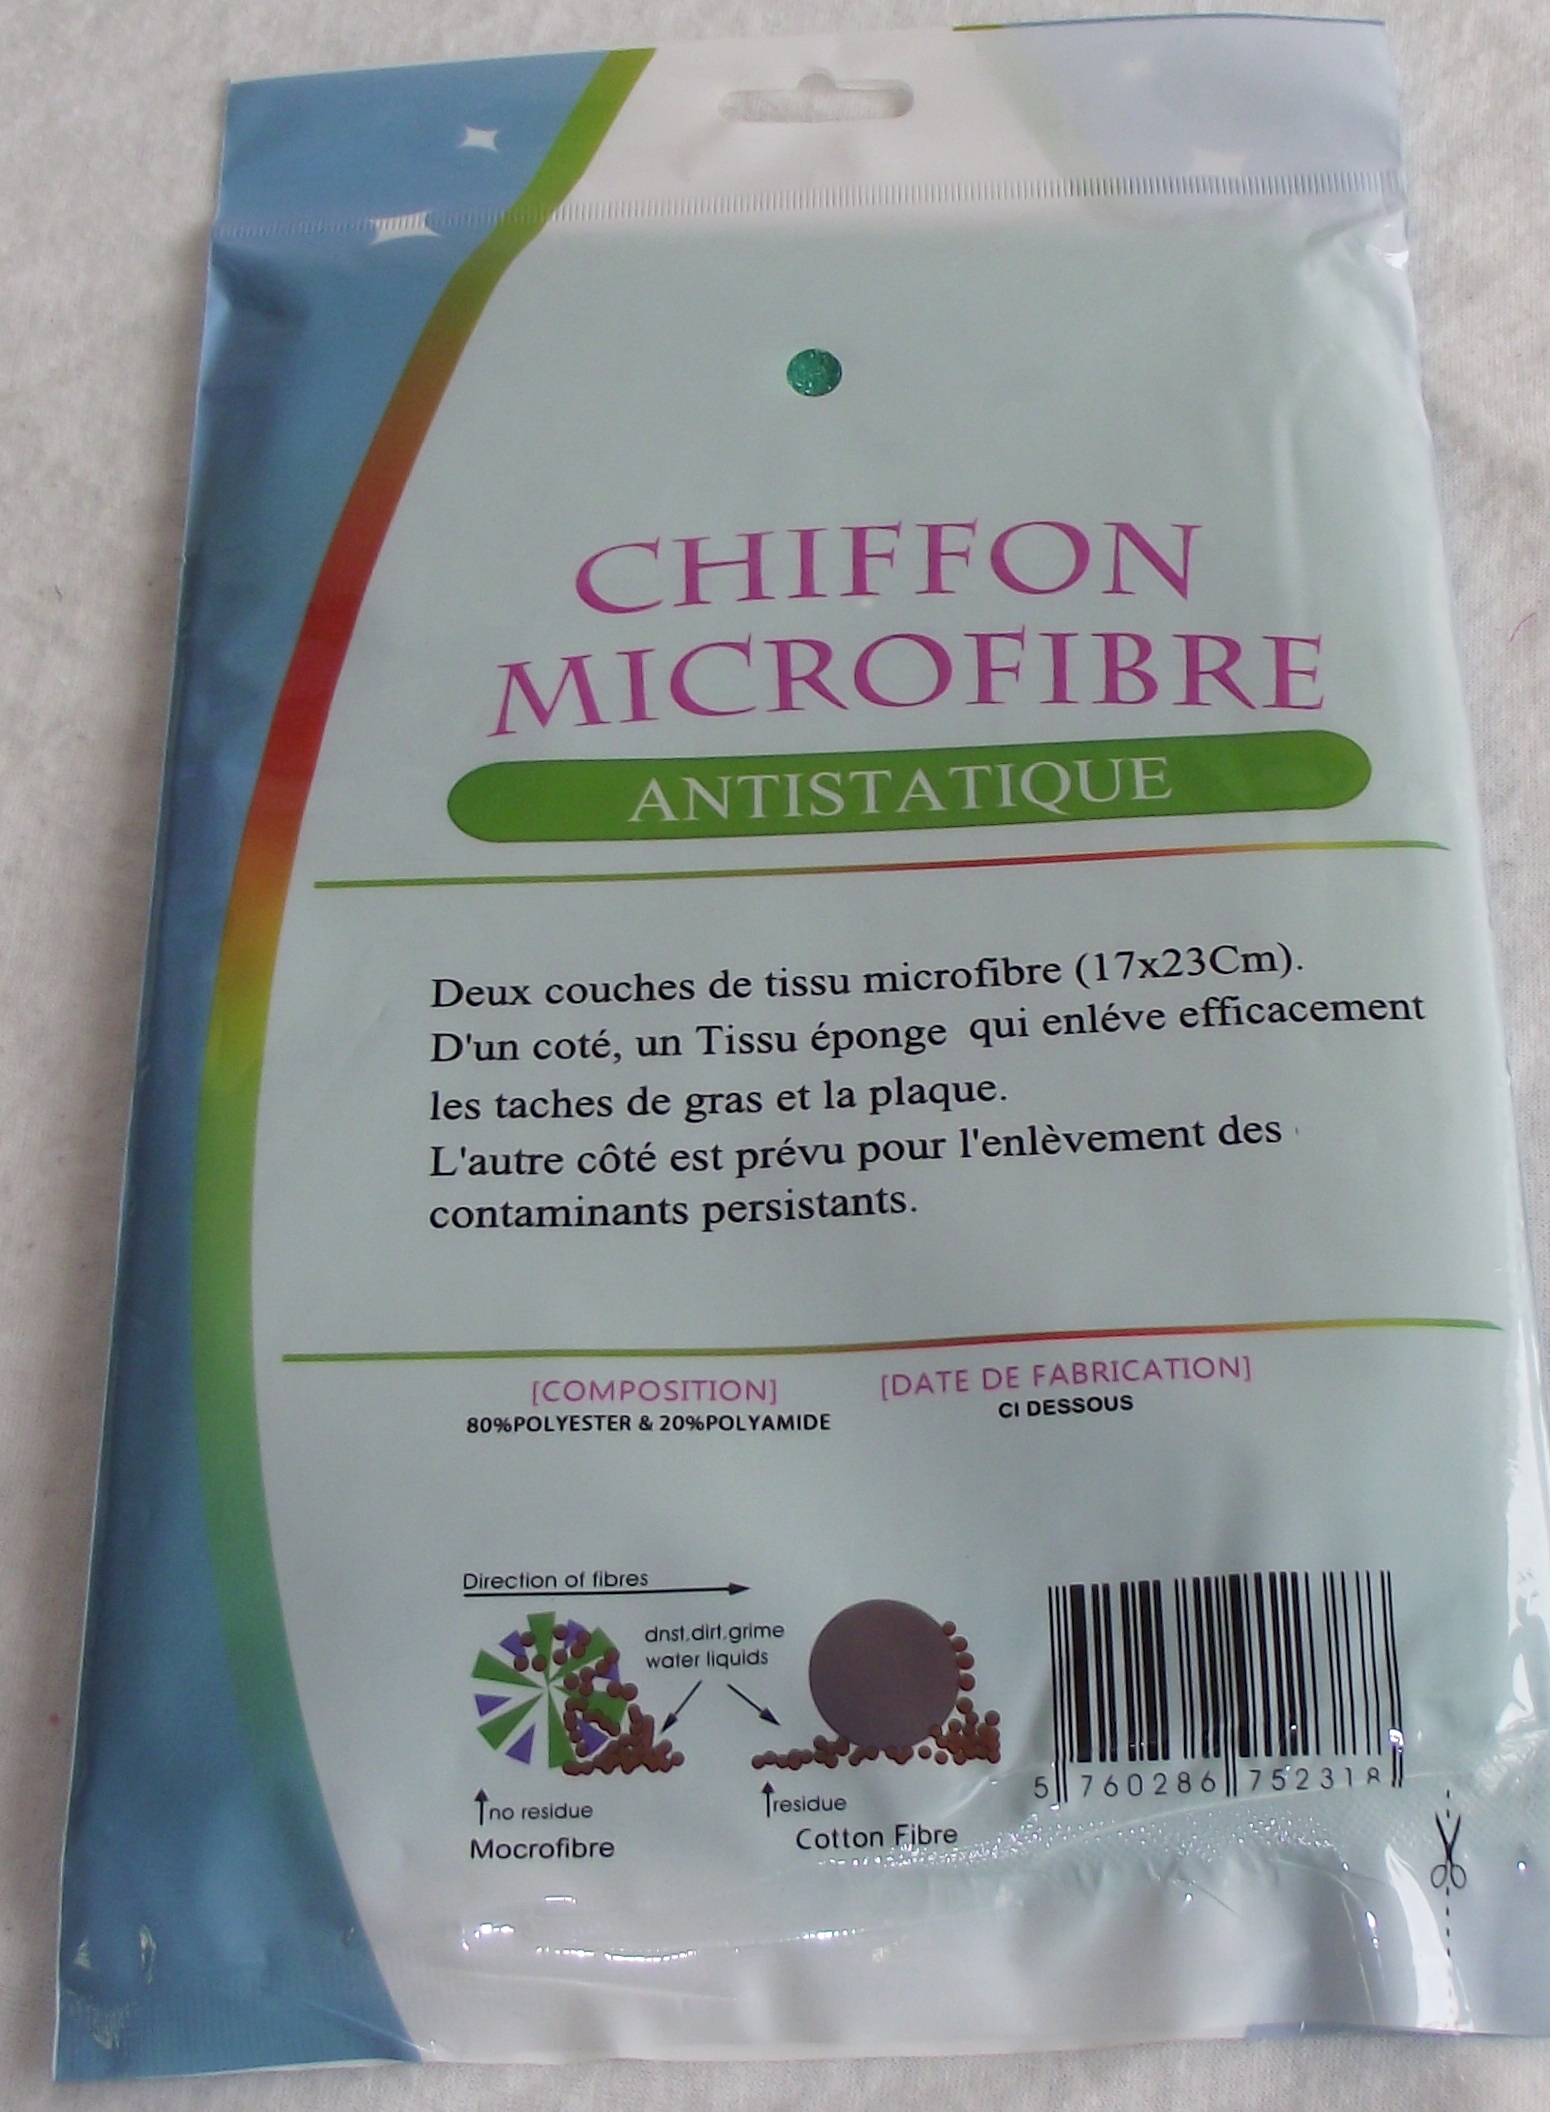 CHIFFON
MICROFIBRE
ANTISTATIQUE
Deux couches de tissu microfibre (17x23Cm).
D'un coté, un Tissu éponge qui enléve efficacement
les taches de gras et la plaque.
L'autre côté est prévu pour l'enlèvement des
contaminants persistants.
[COMPOSITION]
80%POLYESTER & 20%POLYAMIDE
[DATE DE FABRICATION]
CI DESSOUS
Direction of fibres
dnst,dirt,grime
water liquids
no residue
Mocrofibre
residue
Cotton Fibre
5 760286 752318